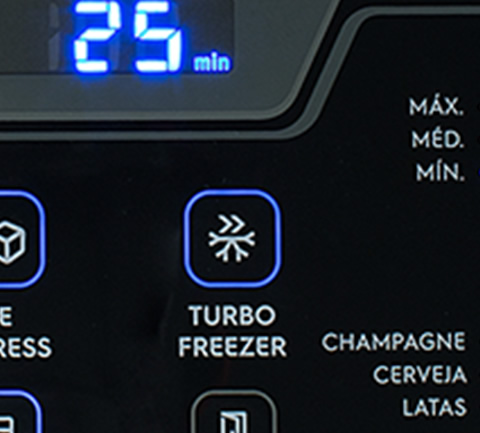 25 min
MÁX.
MÉD.
MÍN.
TURBO
FREEZER
CHAMPAGNE
CERVEJA
LATAS